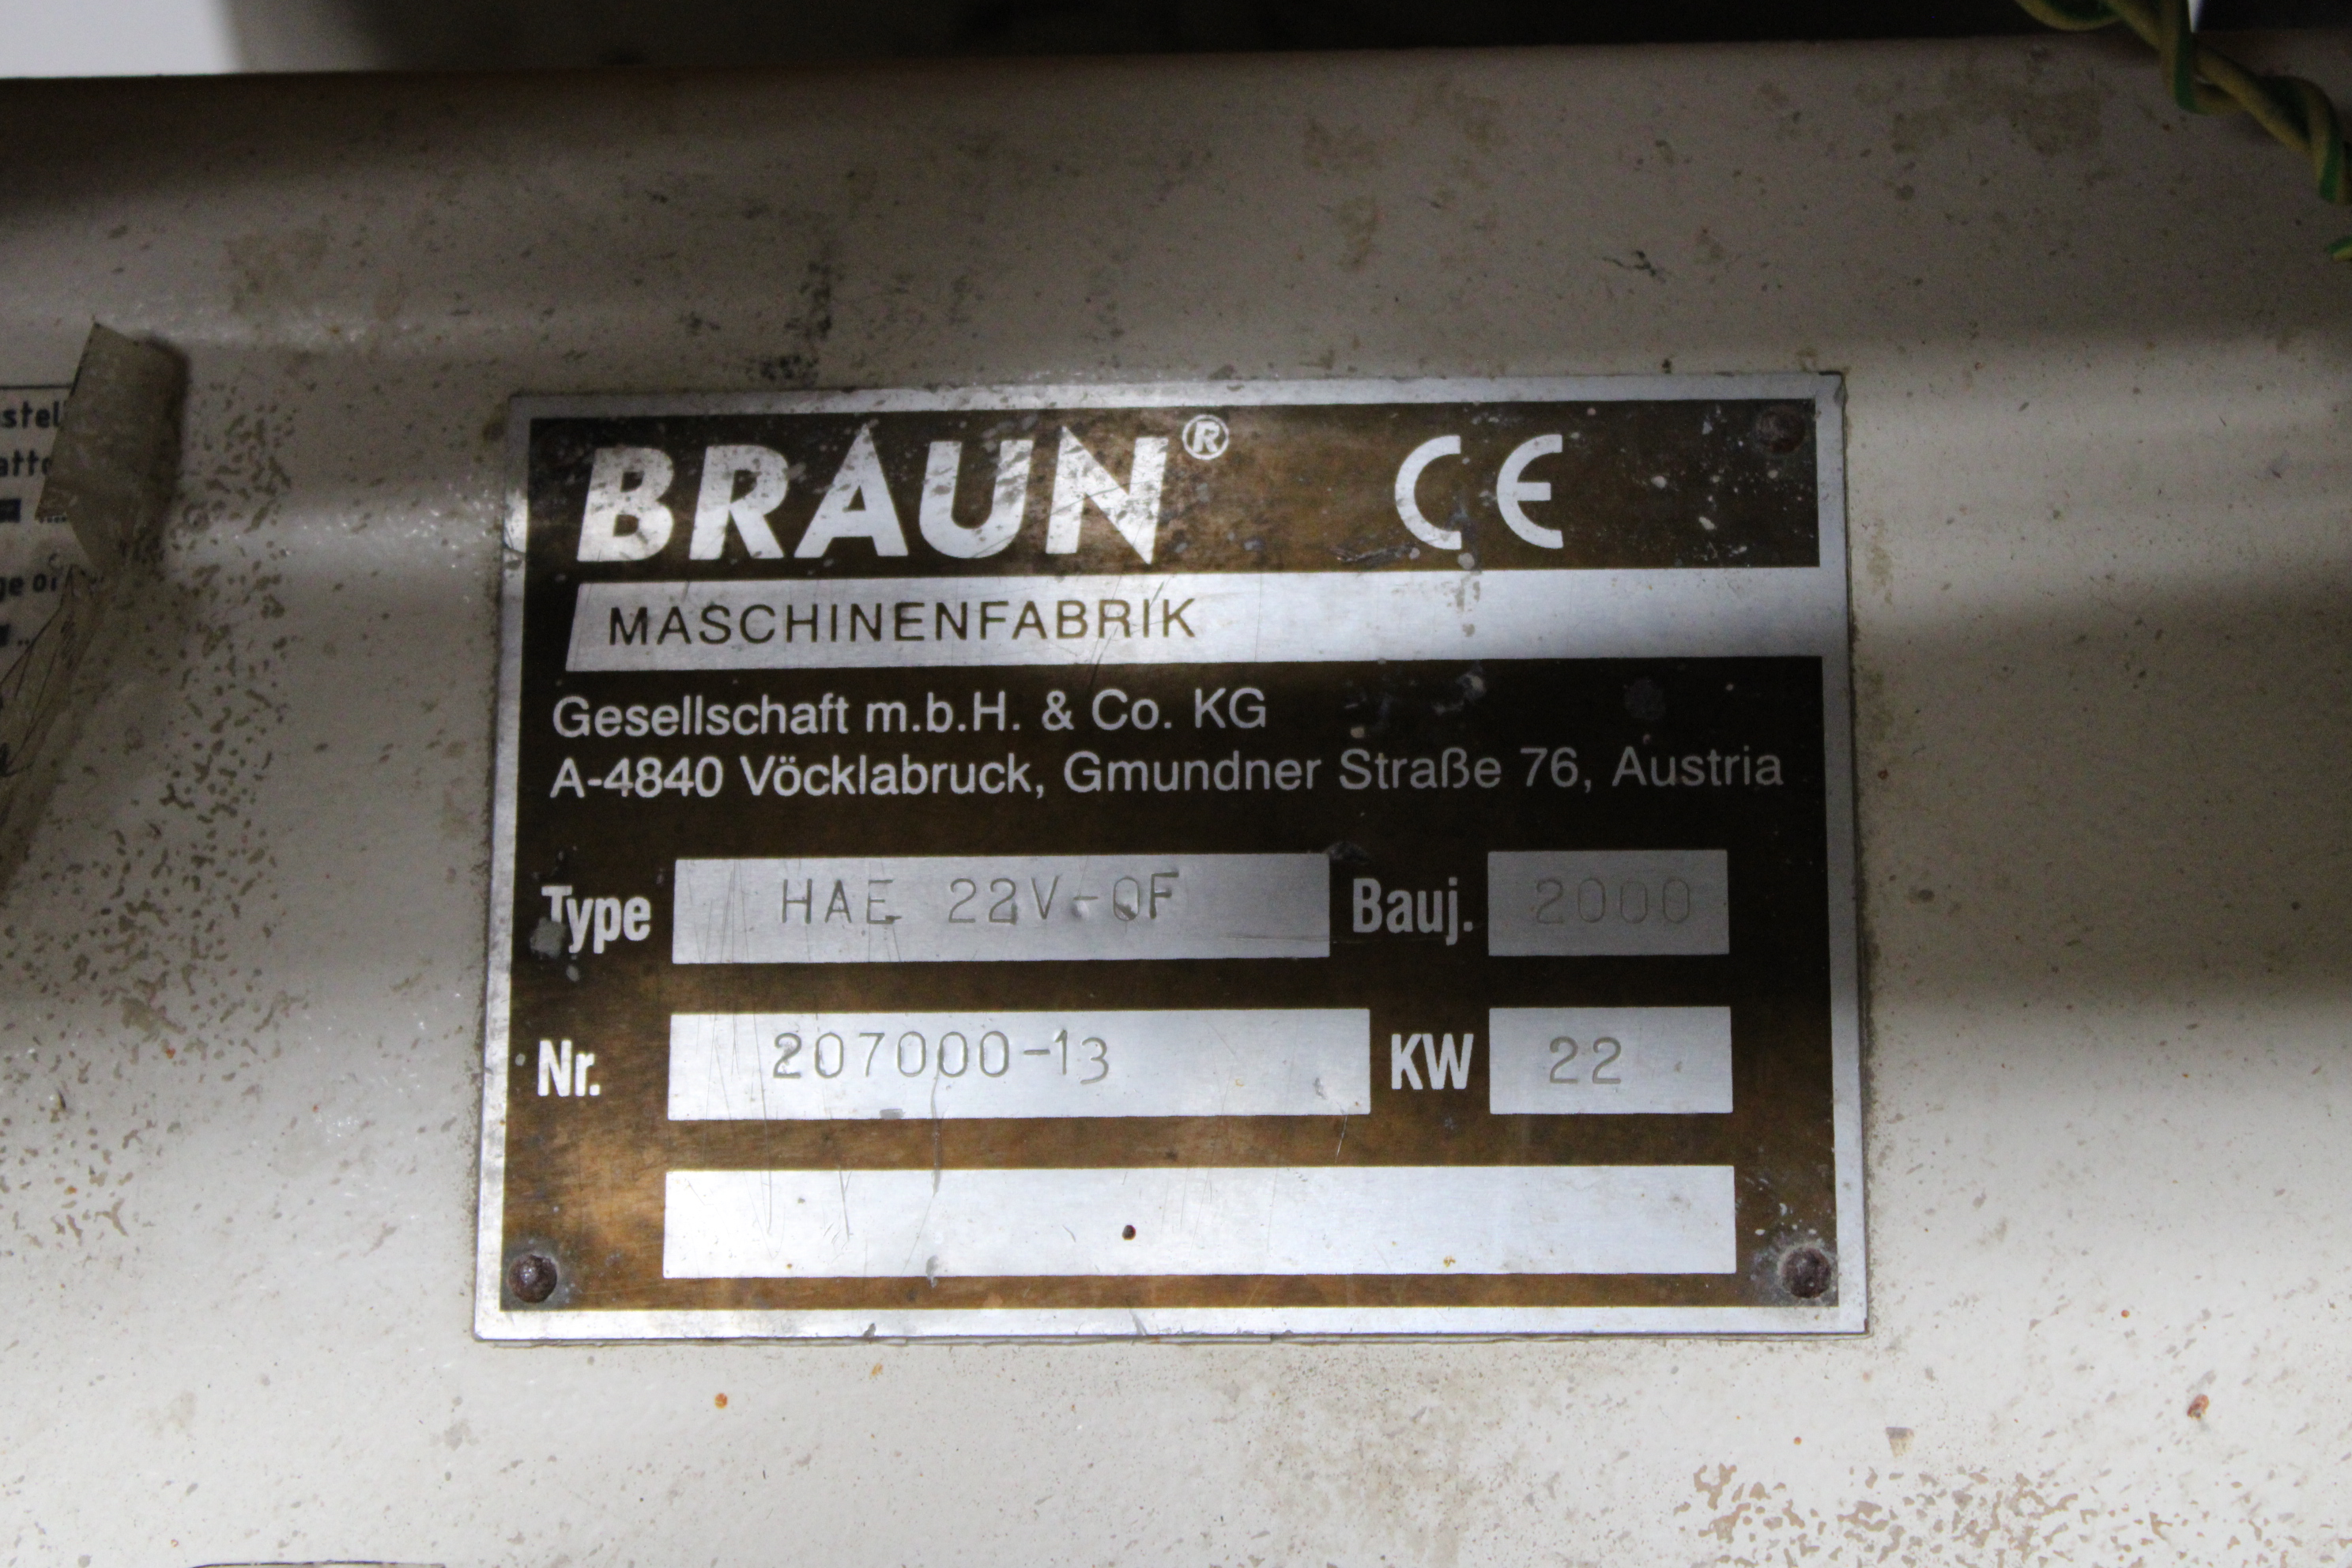 BRAUN® CE
MASCHINENFABRIK
Gesellschaft m.b.H. & Co. KG
A-4840 Vöcklabruck, Gmundner Straße 76, Austria
Type HAE 22V-OF Bauj. 2000
Nr. 207000-13 KW 22